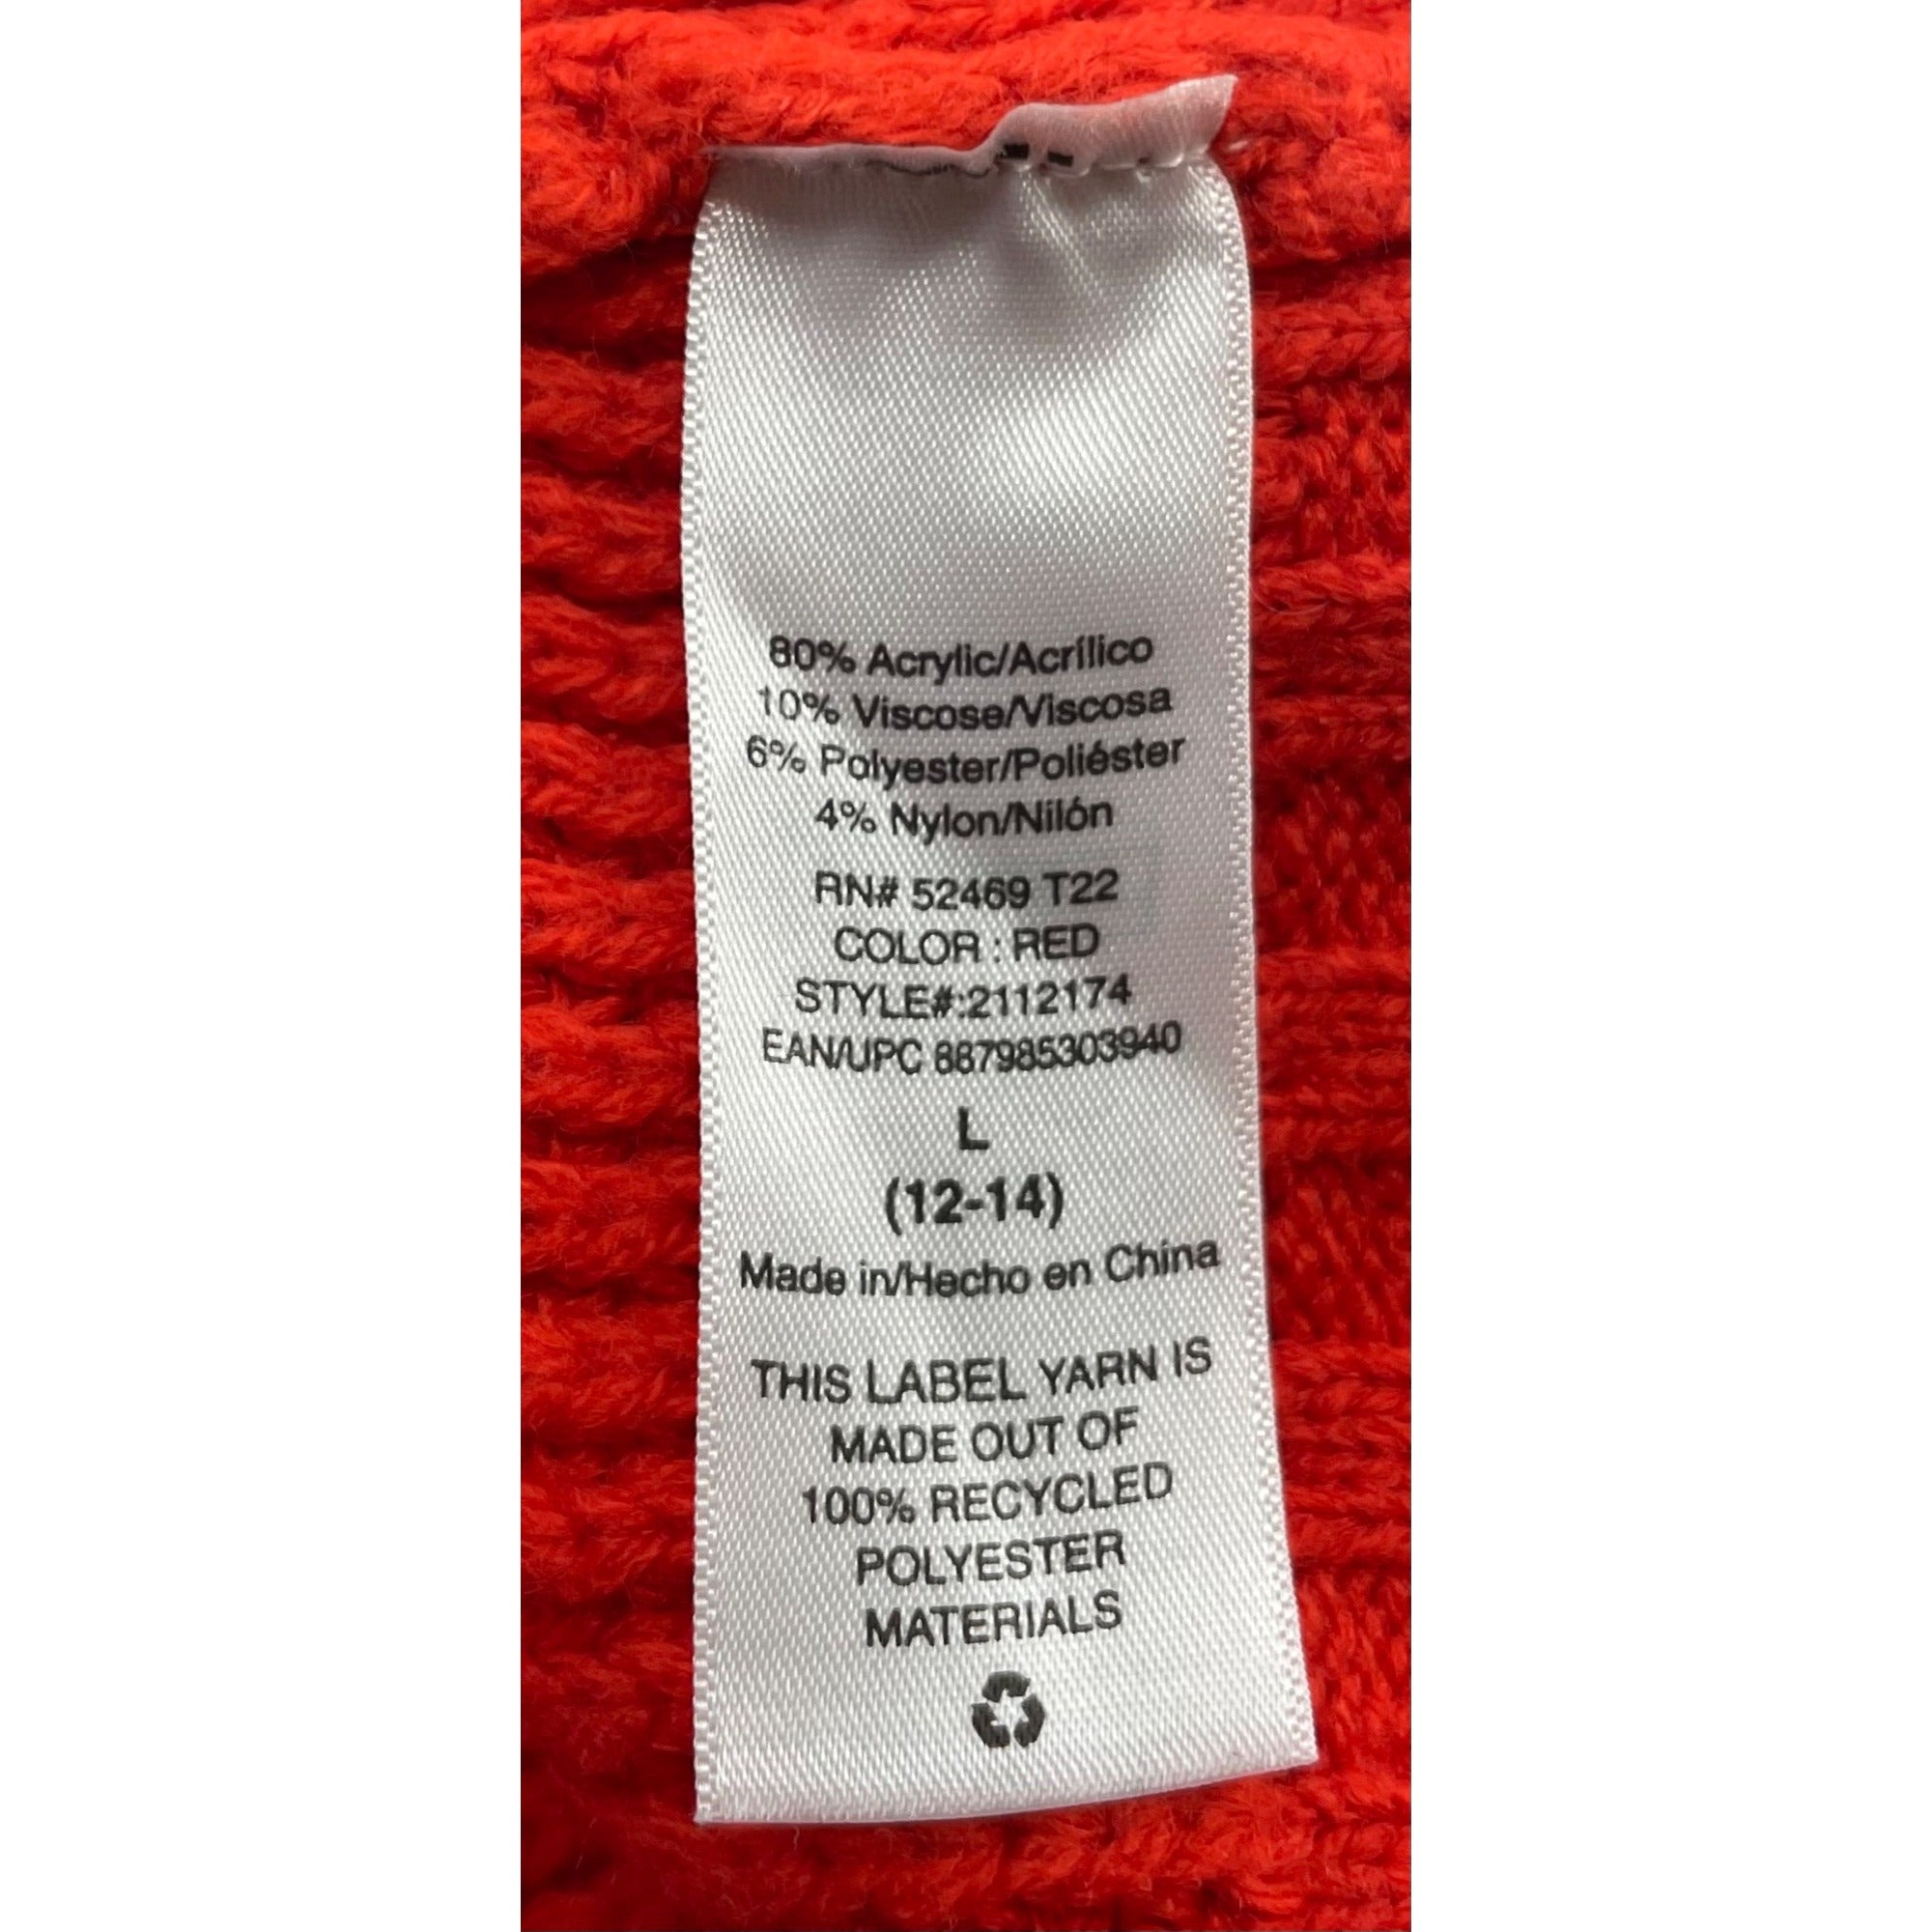 80% Acrylic/Acrílico
10% Viscose/Viscosa
6% Polyester/Poliéster
4% Nylon/Nilón
RN# 52469 T22
COLOR : RED
STYLE#:2112174
EAN/UPC 887985303940
L
(12-14)
Made in/Hecho en China
THIS LABEL YARN IS
MADE OUT OF
100% RECYCLED
POLYESTER
MATERIALS